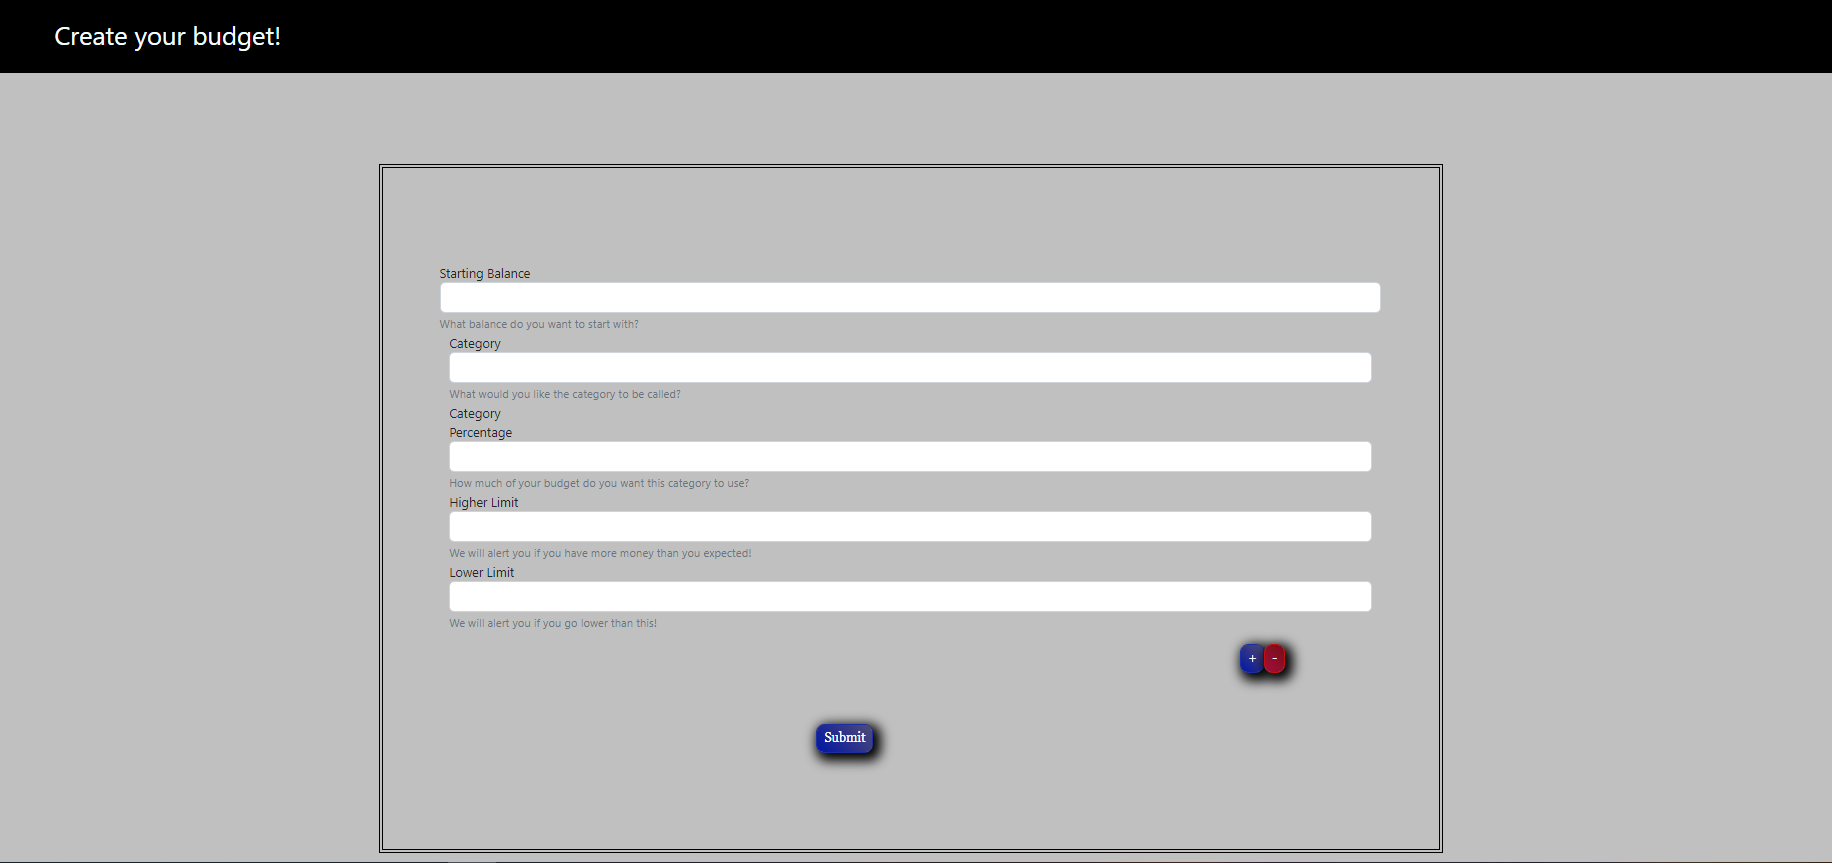 Create your budget!
Starting Balance
What balance do you want to start with?
Category
What would you like the category to be called?
Category
Percentage
How much of your budget do you want this category to use?
Higher Limit
We will alert you if you have more money than you expected!
Lower Limit
We will alert you if you go lower than this!
+ -
Submit